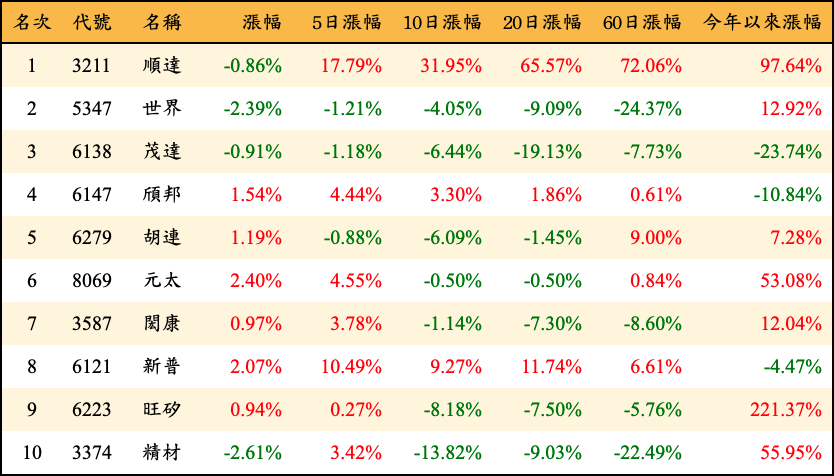 名次 代號 名稱 漲幅 5日漲幅 10日漲幅 20日漲幅 60日漲幅 今年以來漲幅
1 3211 順達 -0.86% 17.79% 31.95% 65.57% 72.06% 97.64%
2 5347 世界 -2.39% -1.21% -4.05% -9.09% -24.37% 12.92%
3 6138 茂達 -0.91% -1.18% -6.44% -19.13% -7.73% -23.74%
4 6147 頎邦 1.54% 4.44% 3.30% 1.86% 0.61% -10.84%
5 6279 胡連 1.19% -0.88% -6.09% -1.45% 9.00% 7.28%
6 8069 元太 2.40% 4.55% -0.50% -0.50% 0.84% 53.08%
7 3587 閎康 0.97% 3.78% -1.14% -7.30% -8.60% 12.04%
8 6121 新普 2.07% 10.49% 9.27% 11.74% 6.61% -4.47%
9 6223 旺矽 0.94% 0.27% -8.18% -7.50% -5.76% 221.37%
10 3374 精材 -2.61% 3.42% -13.82% -9.03% -22.49% 55.95%